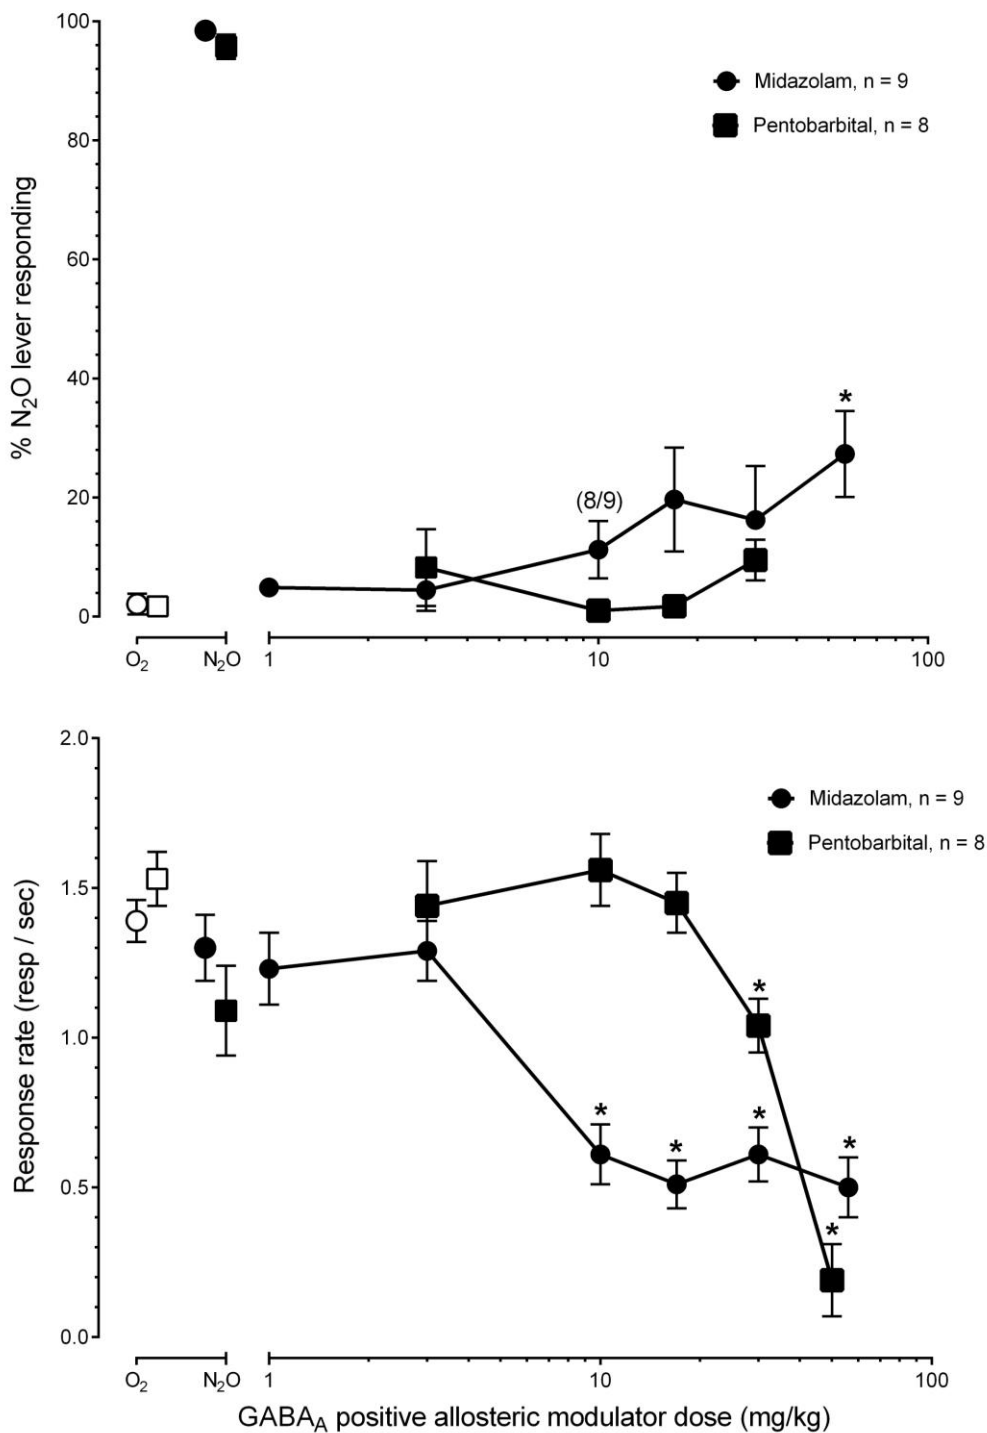 100
80
60
40
20
0
% N₂O lever responding
Midazolam, n = 9
Pentobarbital, n = 8
(8/9)
*
O₂ N₂O 1 10 100
2.0
1.5
1.0
0.5
0.0
Response rate (resp / sec)
Midazolam, n = 9
Pentobarbital, n = 8
*
*
*
*
*
*
O₂ N₂O 1 10 100
GABA_A positive allosteric modulator dose (mg/kg)